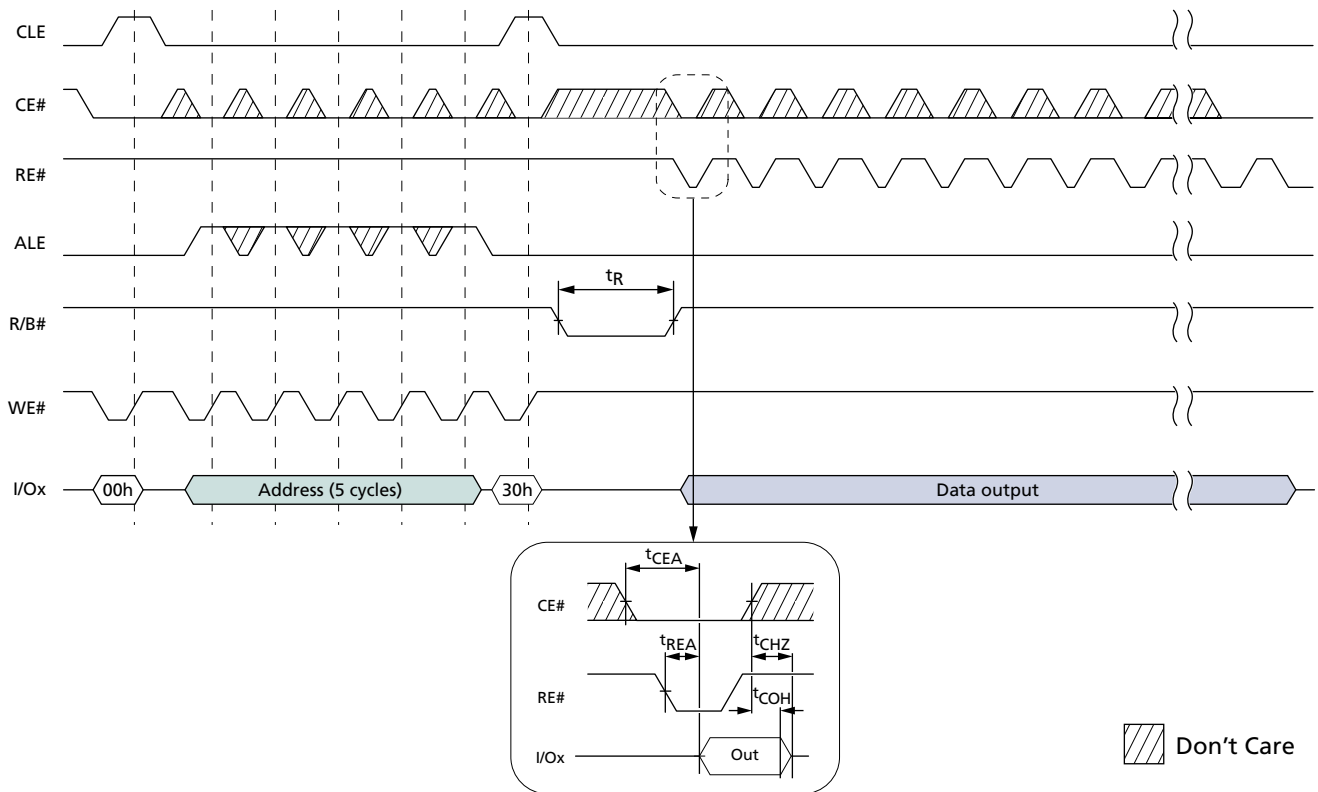 CLE
CE#
RE#
ALE
tR
R/B#
WE#
I/Ox
00h
Address (5 cycles)
30h
Data output
tCEA
CE#
tREA
tCHZ
RE#
tCOH
I/Ox
Out
Don't Care